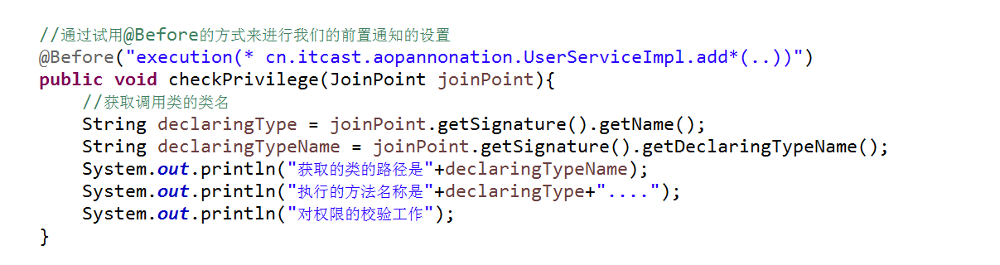 //通过试用@Before的方式来进行我们的前置通知的设置
@Before("execution(* cn.itcast.aopannonation.UserServiceImpl.add*(..))")
public void checkPrivilege(JoinPoint joinPoint){
//获取调用类的类名
String declaringType = joinPoint.getSignature().getName();
String declaringTypeName = joinPoint.getSignature().getDeclaringTypeName();
System.out.println("获取的类的路径是"+declaringTypeName);
System.out.println("执行的方法名称是"+declaringType+"....");
System.out.println("对权限的校验工作");
}